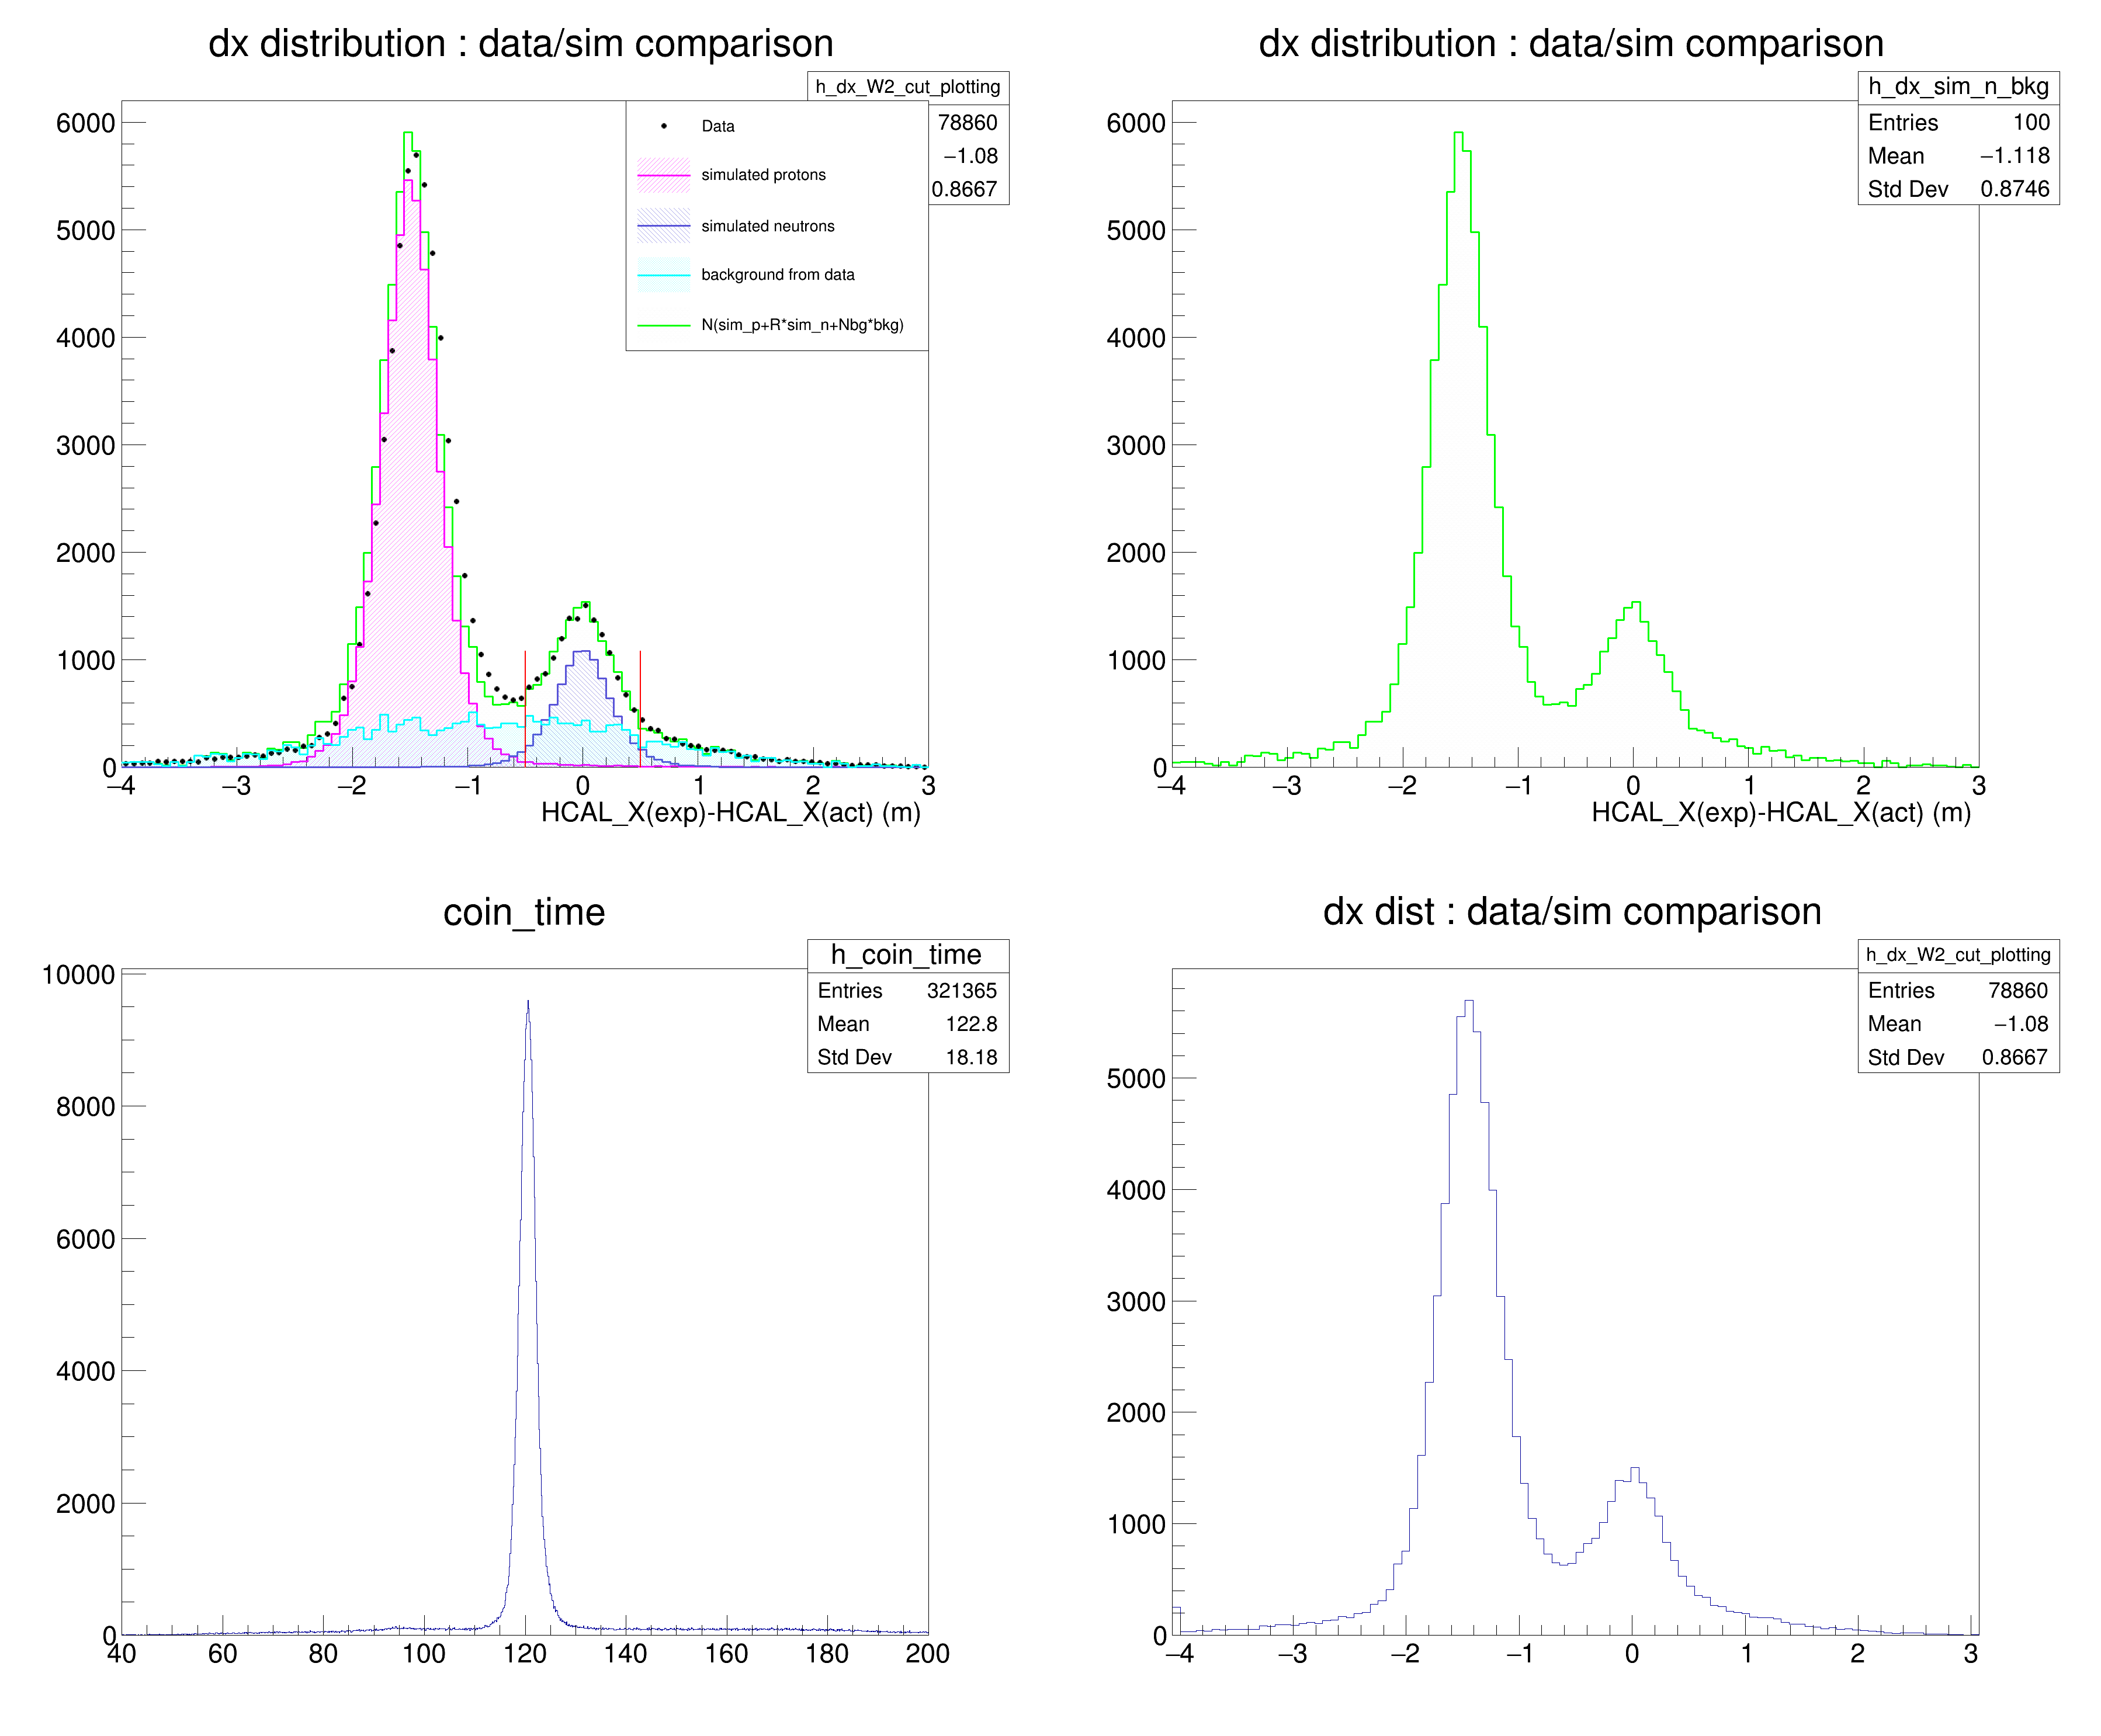 dx distribution : data/sim comparison
h_dx_W2_cut_plotting
78860
−1.08
0.8667
Data
simulated protons
simulated neutrons
background from data
N(sim_p+R*sim_n+Nbg*bkg)
6000
5000
4000
3000
2000
1000
0
−4 −3 −2 −1 0 1 2 3
HCAL_X(exp)-HCAL_X(act) (m)
dx distribution : data/sim comparison
h_dx_sim_n_bkg
Entries 100
Mean −1.118
Std Dev 0.8746
6000
5000
4000
3000
2000
1000
0
−4 −3 −2 −1 0 1 2 3
HCAL_X(exp)-HCAL_X(act) (m)
coin_time
h_coin_time
Entries 321365
Mean 122.8
Std Dev 18.18
10000
8000
6000
4000
2000
0
40 60 80 100 120 140 160 180 200
dx dist : data/sim comparison
h_dx_W2_cut_plotting
Entries 78860
Mean −1.08
Std Dev 0.8667
5000
4000
3000
2000
1000
0
−4 −3 −2 −1 0 1 2 3